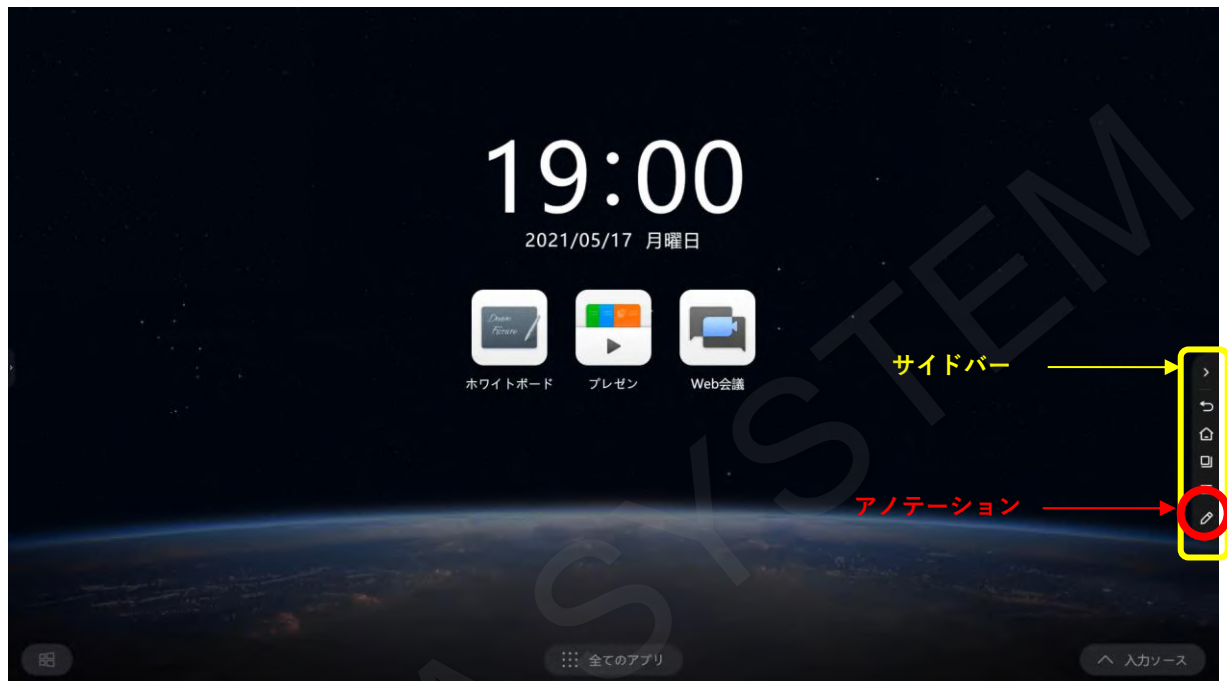 19:00
2021/05/17 月曜日
ホワイトボード
プレゼン
Web会議
サイドバー
アノテーション
全てのアプリ
入力ソース
SYSTEM